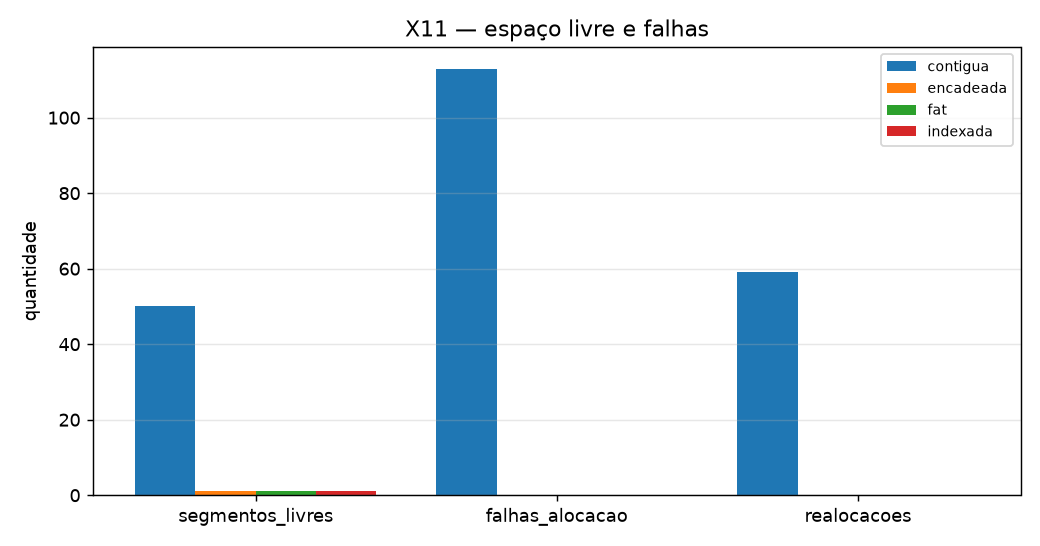 X11 — espaço livre e falhas
contigua
encadeada
fat
indexada
quantidade
100
80
60
40
20
0
segmentos_livres
falhas_alocacao
realocacoes